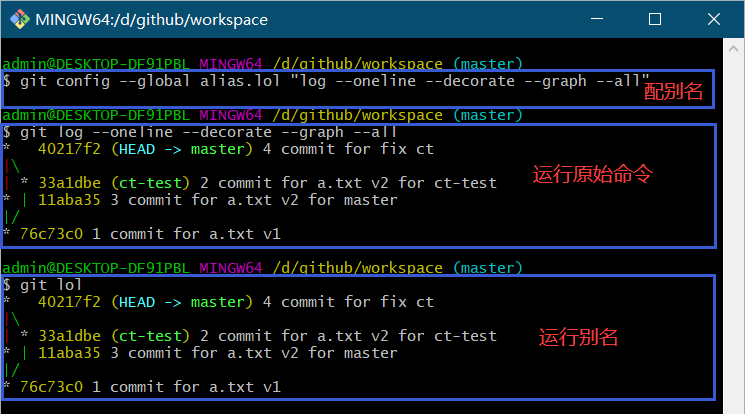 MINGW64:/d/github/workspace
admin@DESKTOP-DF91PBL MINGW64 /d/github/workspace (master)
$ git config --global alias.lol "log --oneline --decorate --graph --all"
配别名
admin@DESKTOP-DF91PBL MINGW64 /d/github/workspace (master)
$ git log --oneline --decorate --graph --all
*   40217f2 (HEAD -> master) 4 commit for fix ct
|\
| * 33a1dbe (ct-test) 2 commit for a.txt v2 for ct-test
运行原始命令
* | 11aba35 3 commit for a.txt v2 for master
|/
* 76c73c0 1 commit for a.txt v1
admin@DESKTOP-DF91PBL MINGW64 /d/github/workspace (master)
$ git lol
*   40217f2 (HEAD -> master) 4 commit for fix ct
|\
| * 33a1dbe (ct-test) 2 commit for a.txt v2 for ct-test
运行别名
* | 11aba35 3 commit for a.txt v2 for master
|/
* 76c73c0 1 commit for a.txt v1